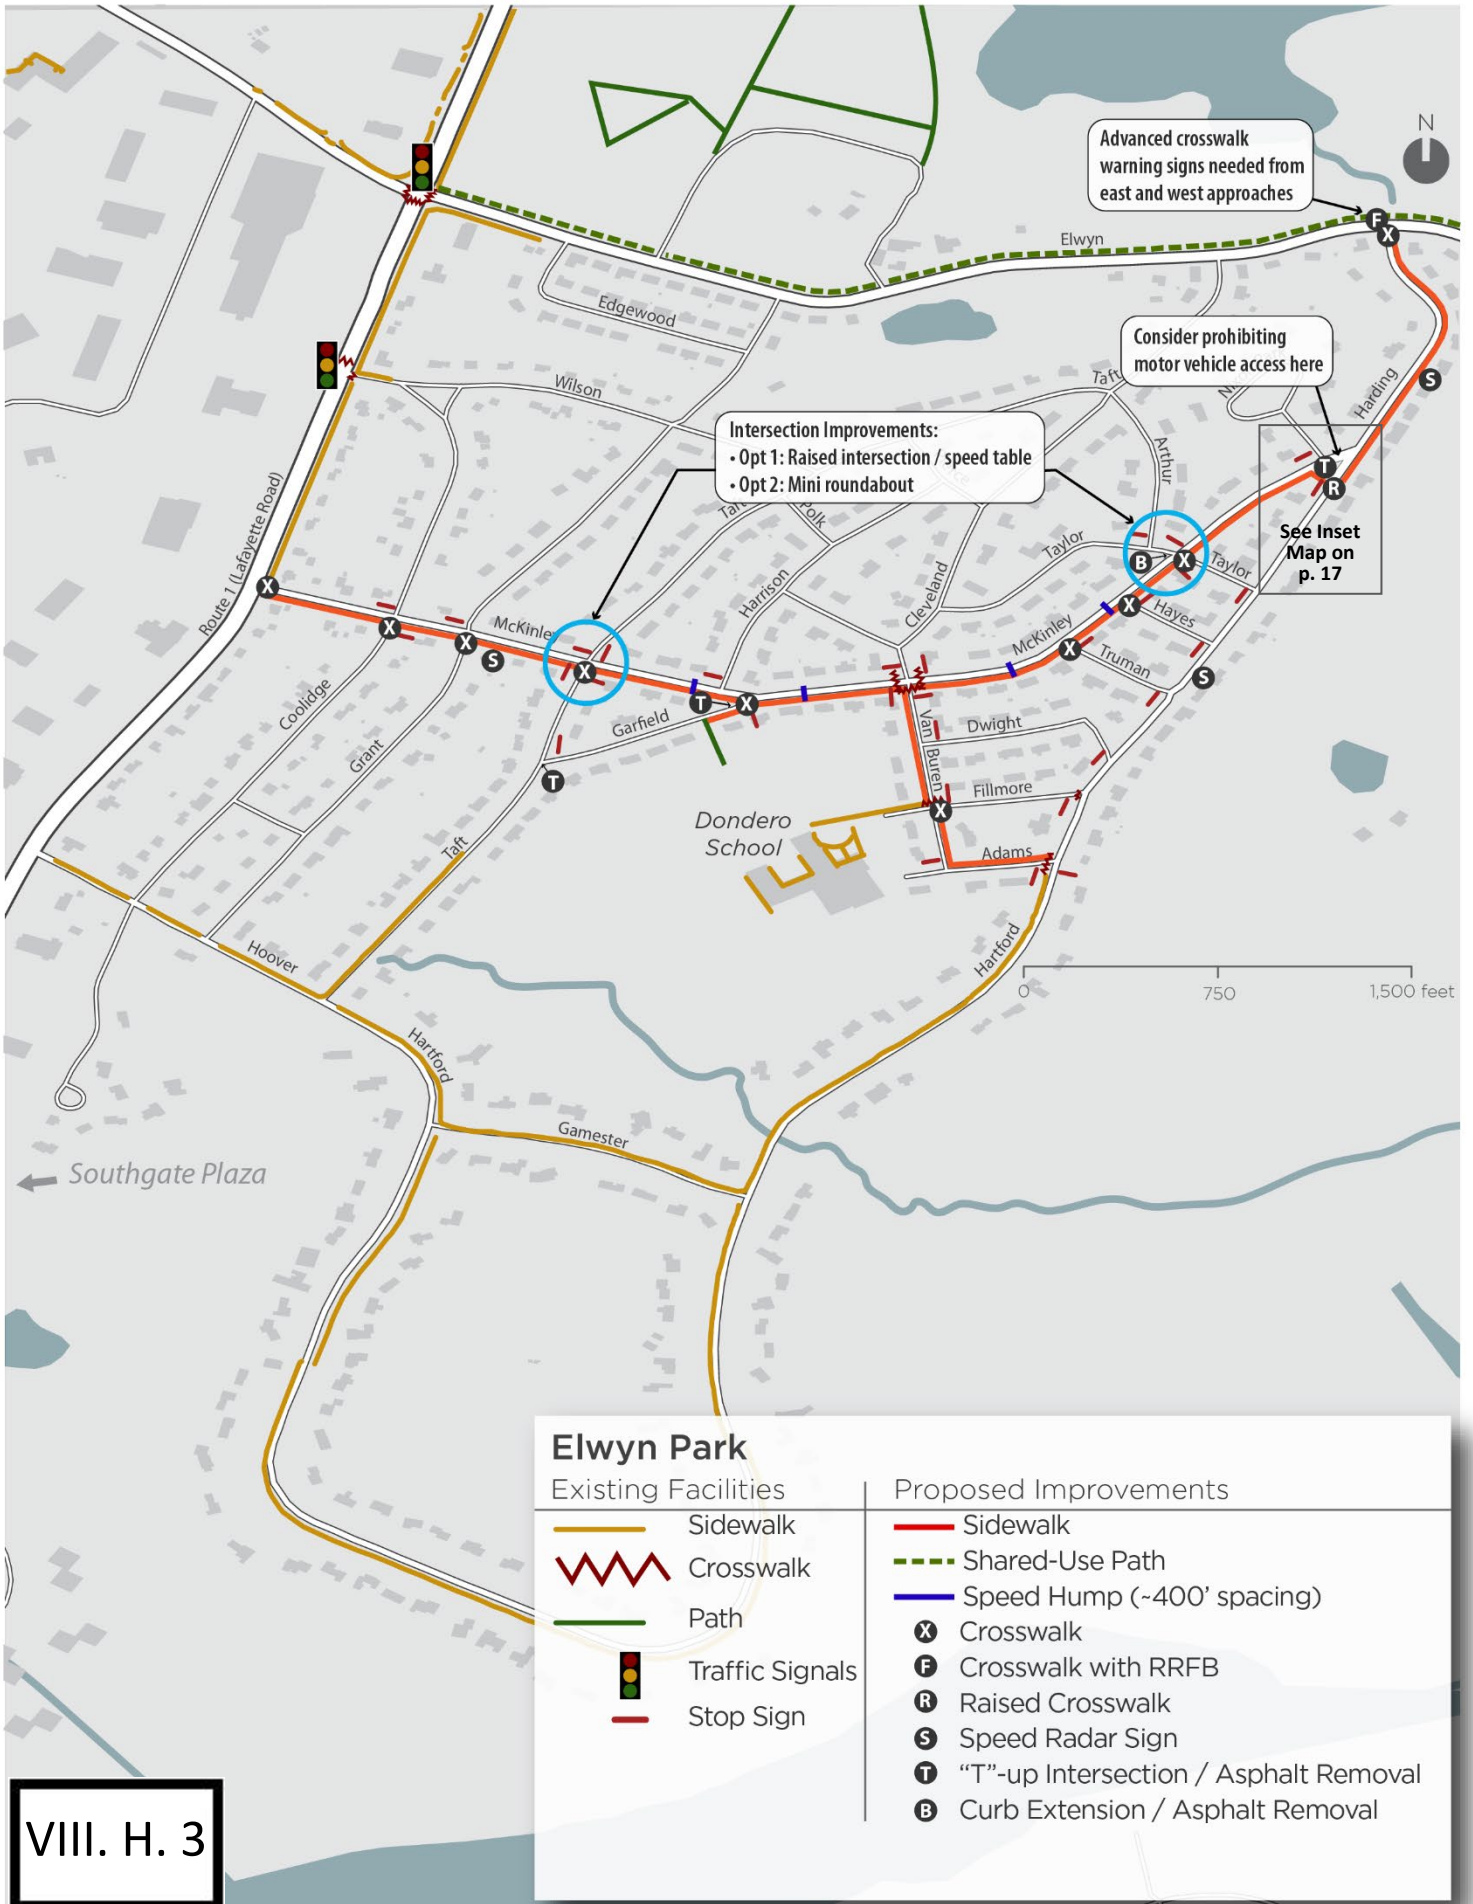 Advanced crosswalk
warning signs needed from
east and west approaches
N
F
X
Elwyn
Edgewood
Consider prohibiting
motor vehicle access here
Wilson
Taft
Harding
S
Intersection Improvements:
• Opt 1: Raised intersection / speed table
• Opt 2: Mini roundabout
Arthur
T
R
See Inset
Map on
p. 17
Taft
Polk
Route 1 (Lafayette Road)
Taylor
B
X
Taylor
Harrison
Cleveland
X
X
Hayes
X
McKinley
X
S
X
McKinley
X
Truman
S
Coolidge
Grant
Garfield
T
X
Van Buren
Dwight
T
Fillmore
X
Dondero
School
Adams
Taft
Hoover
Hartford
0
750
1,500 feet
Hartford
Gamester
Southgate Plaza
Elwyn Park
Existing Facilities
Sidewalk
Crosswalk
Path
Traffic Signals
Stop Sign
Proposed Improvements
Sidewalk
Shared-Use Path
Speed Hump (~400’ spacing)
X Crosswalk
F Crosswalk with RRFB
R Raised Crosswalk
S Speed Radar Sign
T “T”-up Intersection / Asphalt Removal
B Curb Extension / Asphalt Removal
VIII. H. 3